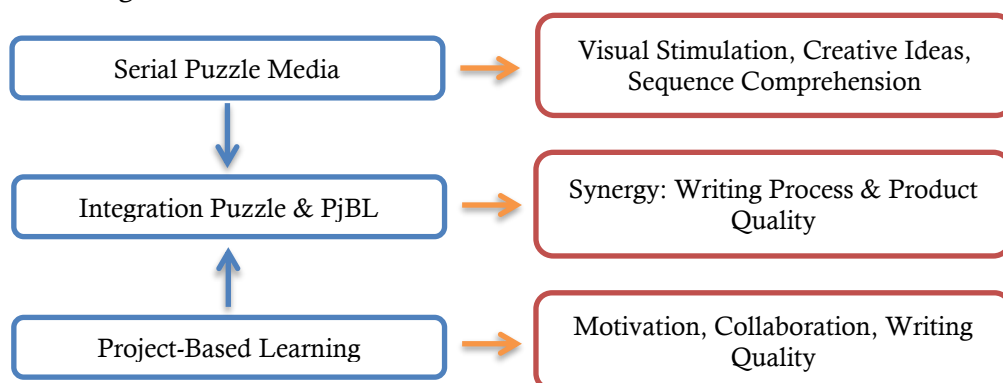 Serial Puzzle Media
Visual Stimulation, Creative Ideas,
Sequence Comprehension
Integration Puzzle & PjBL
Synergy: Writing Process & Product
Quality
Project-Based Learning
Motivation, Collaboration, Writing
Quality